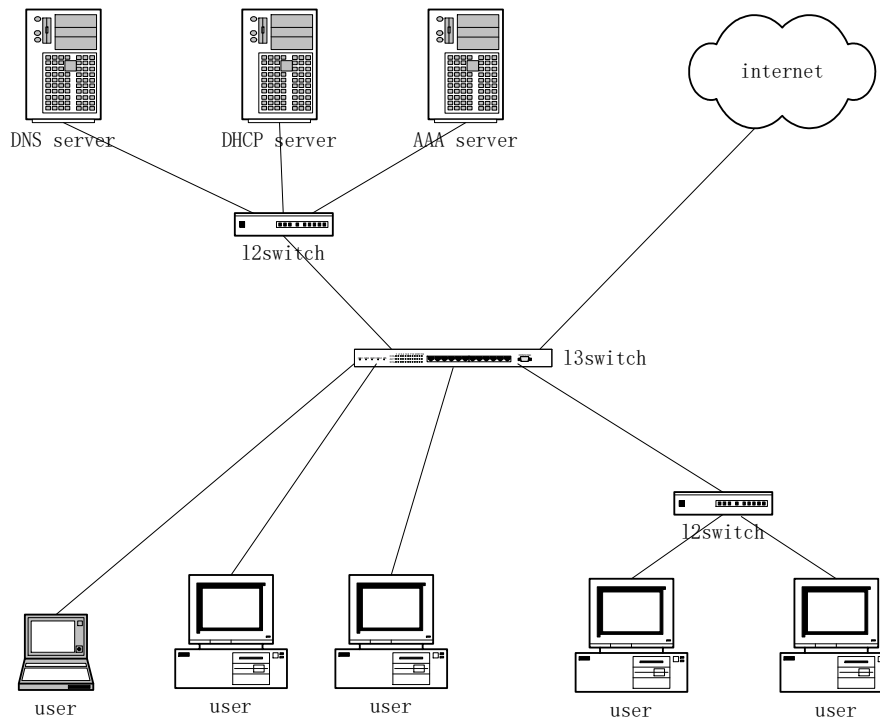 internet
DNS server
DHCP server
AAA server
l2switch
l3switch
l2switch
user
user
user
user
user